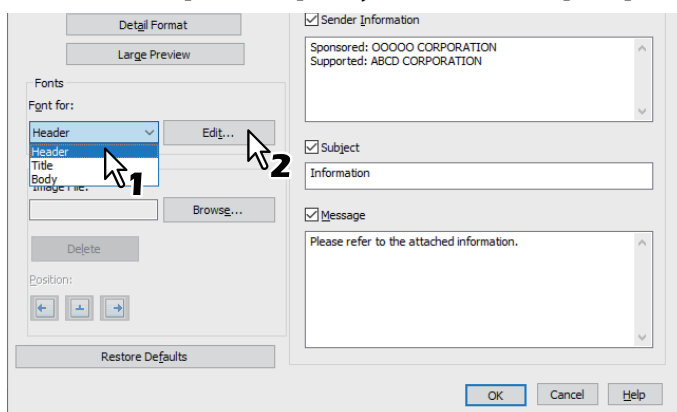 Detail Format
Large Preview
Fonts
Font for:
Header
Edit...
Header
Title
Body
1
2
Image File:
Browse...
Delete
Position:
Restore Defaults
Sender Information
Sponsored: OOOOO CORPORATION
Supported: ABCD CORPORATION
Subject
Information
Message
Please refer to the attached information.
OK
Cancel
Help